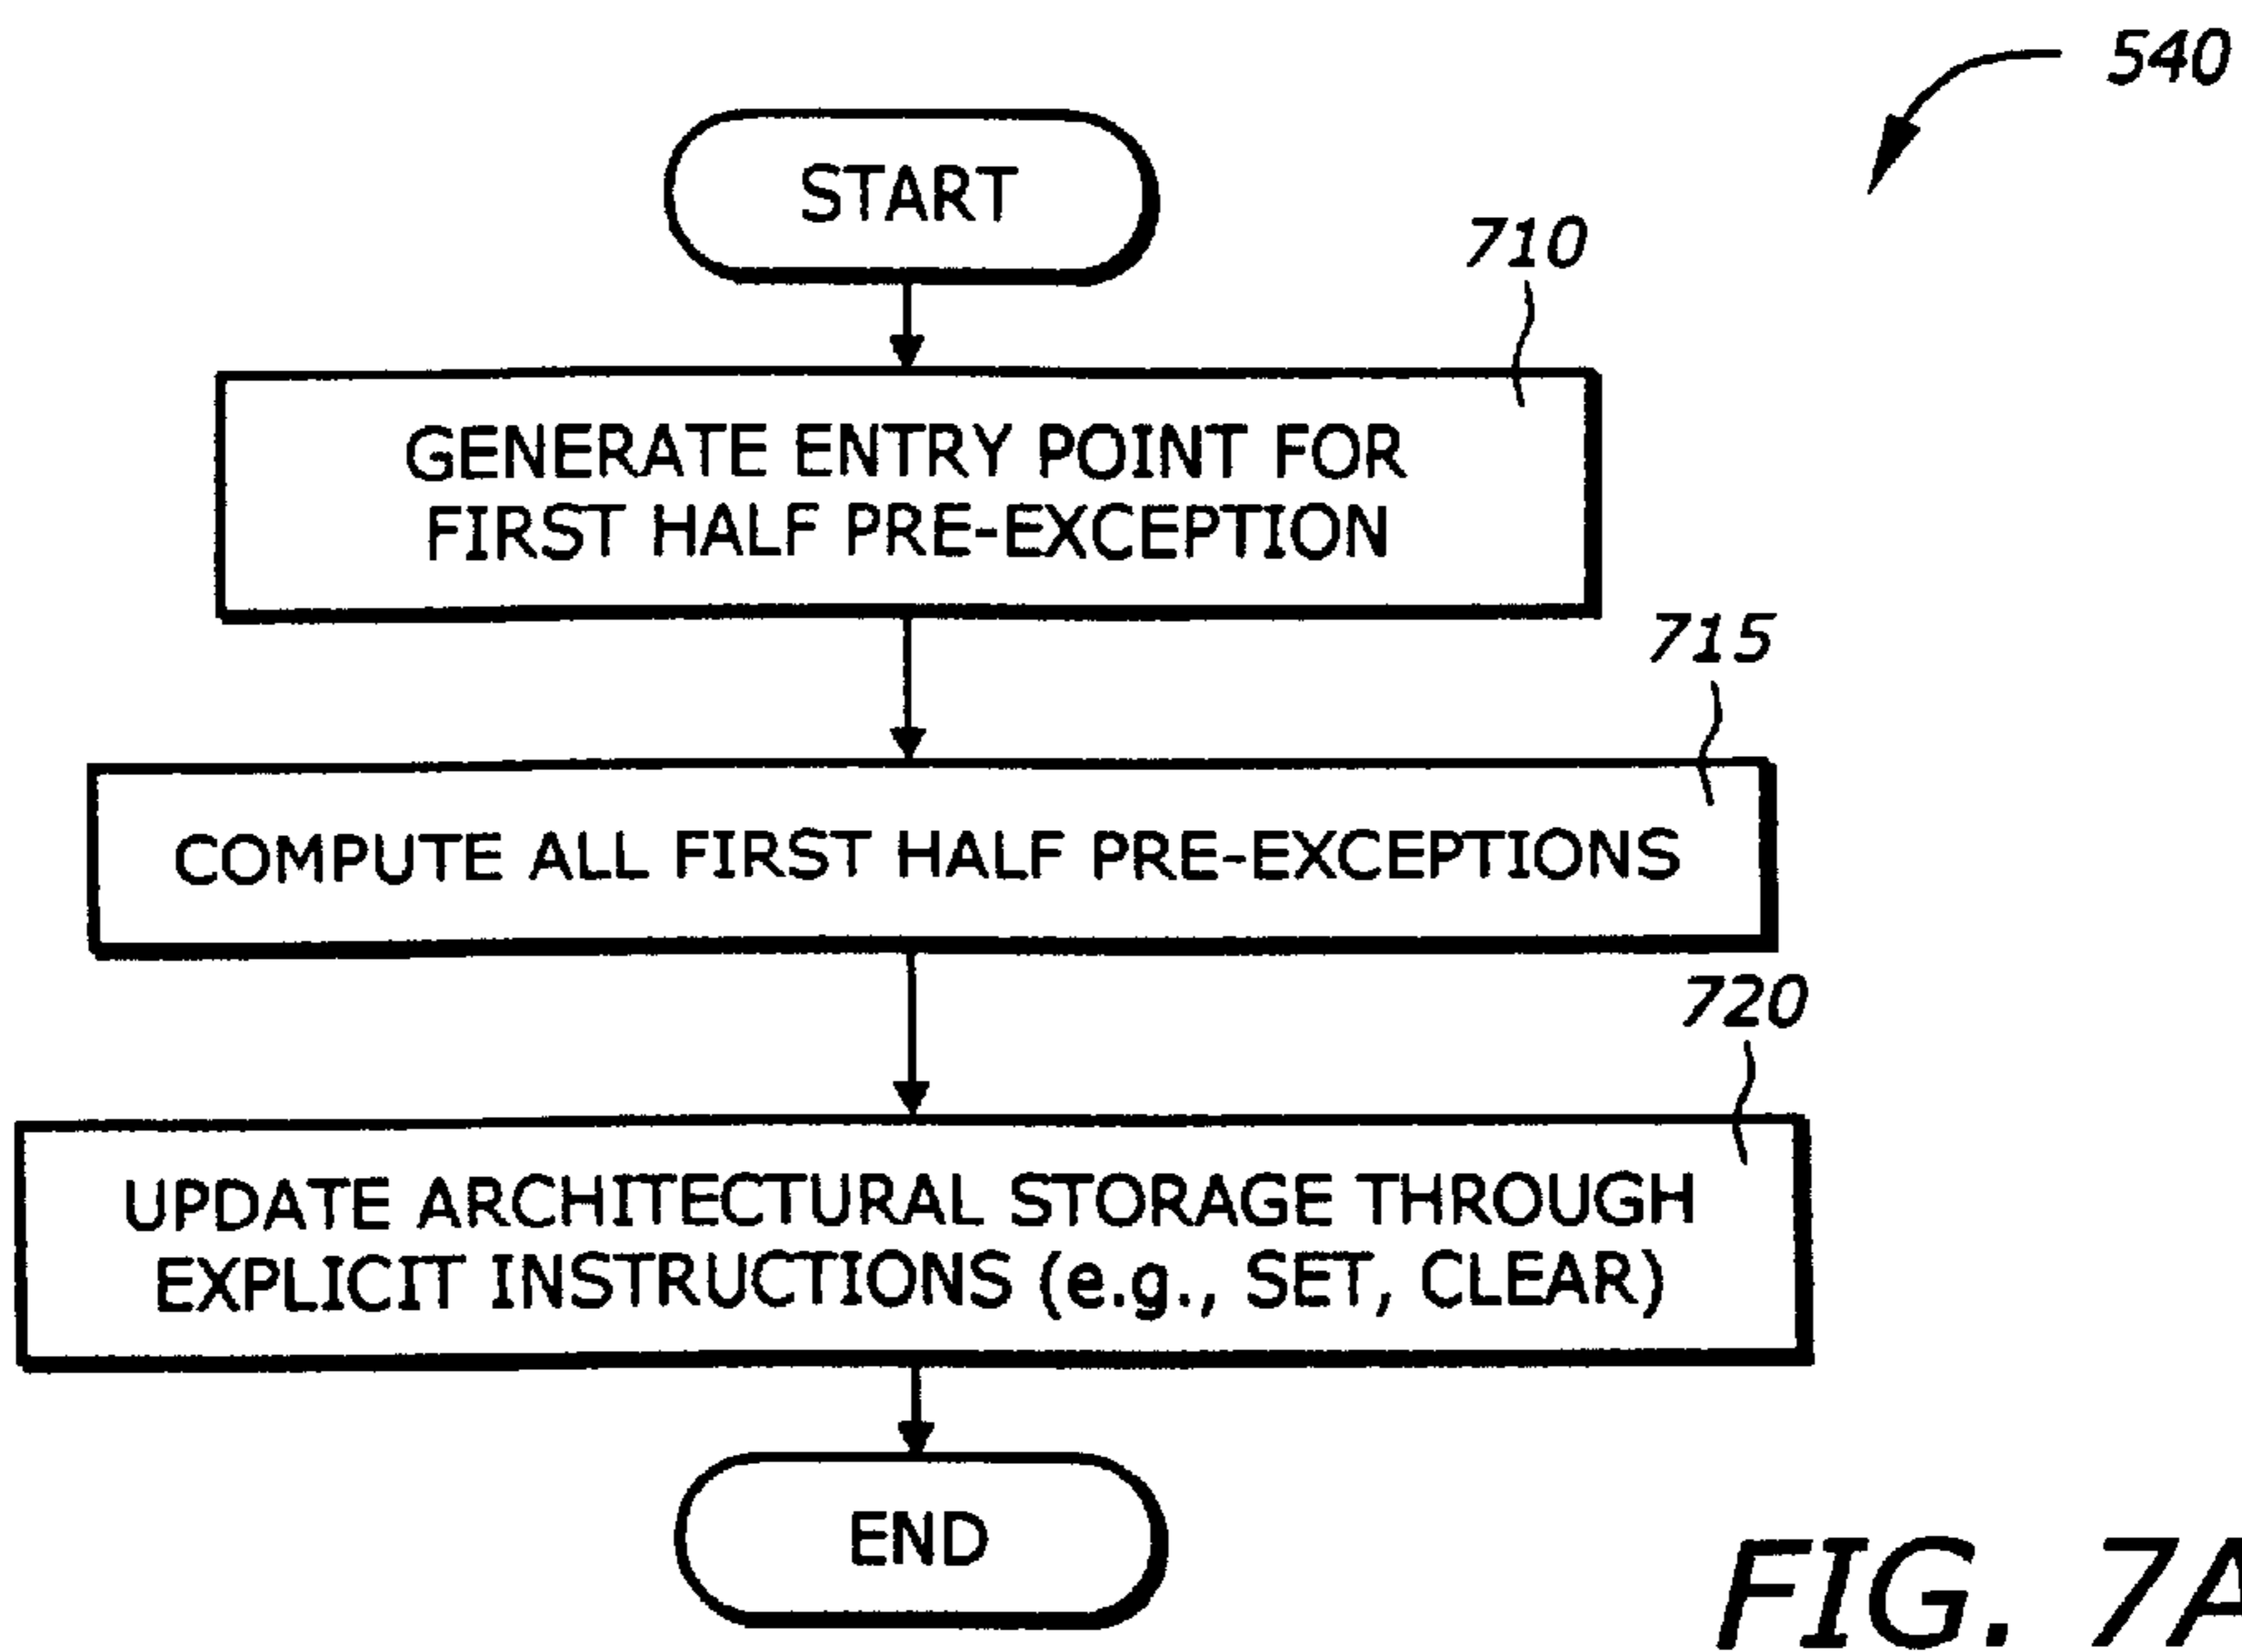 540
START
710
GENERATE ENTRY POINT FOR
FIRST HALF PRE-EXCEPTION
715
COMPUTE ALL FIRST HALF PRE-EXCEPTIONS
720
UPDATE ARCHITECTURAL STORAGE THROUGH
EXPLICIT INSTRUCTIONS (e.g., SET, CLEAR)
END
FIG. 7A